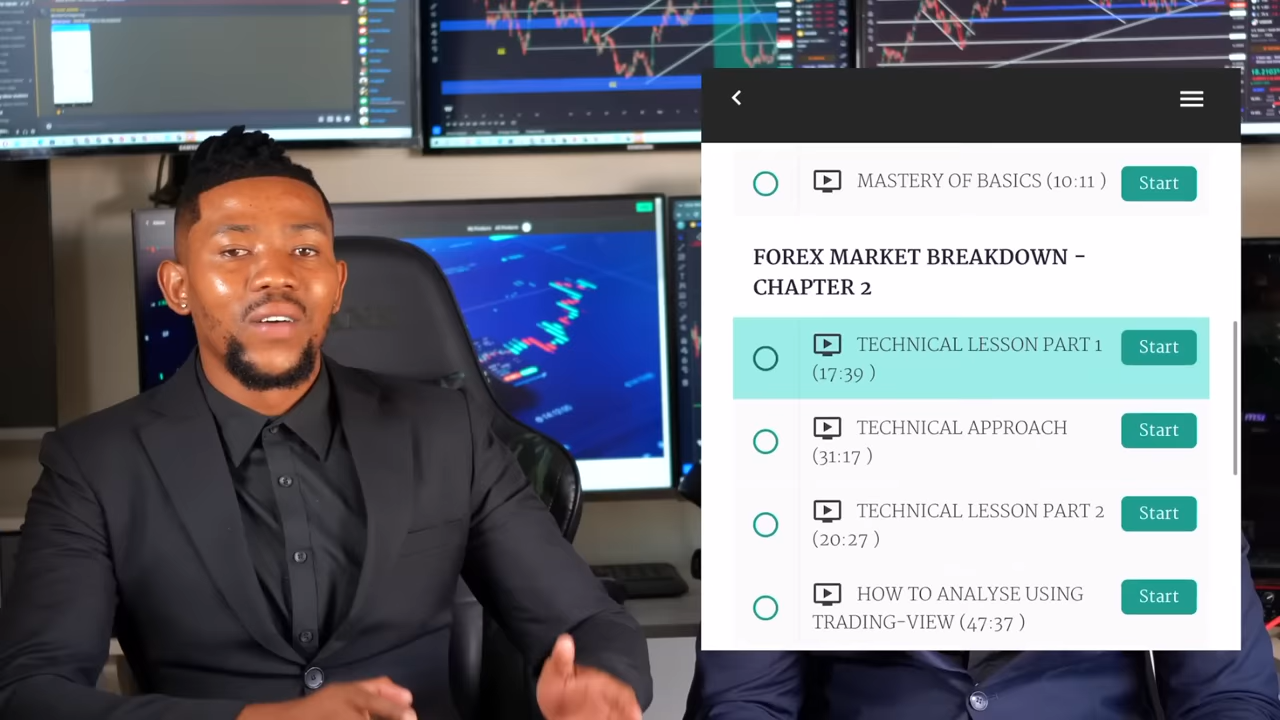 MASTERY OF BASICS (10:11 )
Start
FOREX MARKET BREAKDOWN -
CHAPTER 2
TECHNICAL LESSON PART 1
(17:39 )
Start
TECHNICAL APPROACH
(31:17 )
Start
TECHNICAL LESSON PART 2
(20:27 )
Start
HOW TO ANALYSE USING
TRADING-VIEW (47:37 )
Start